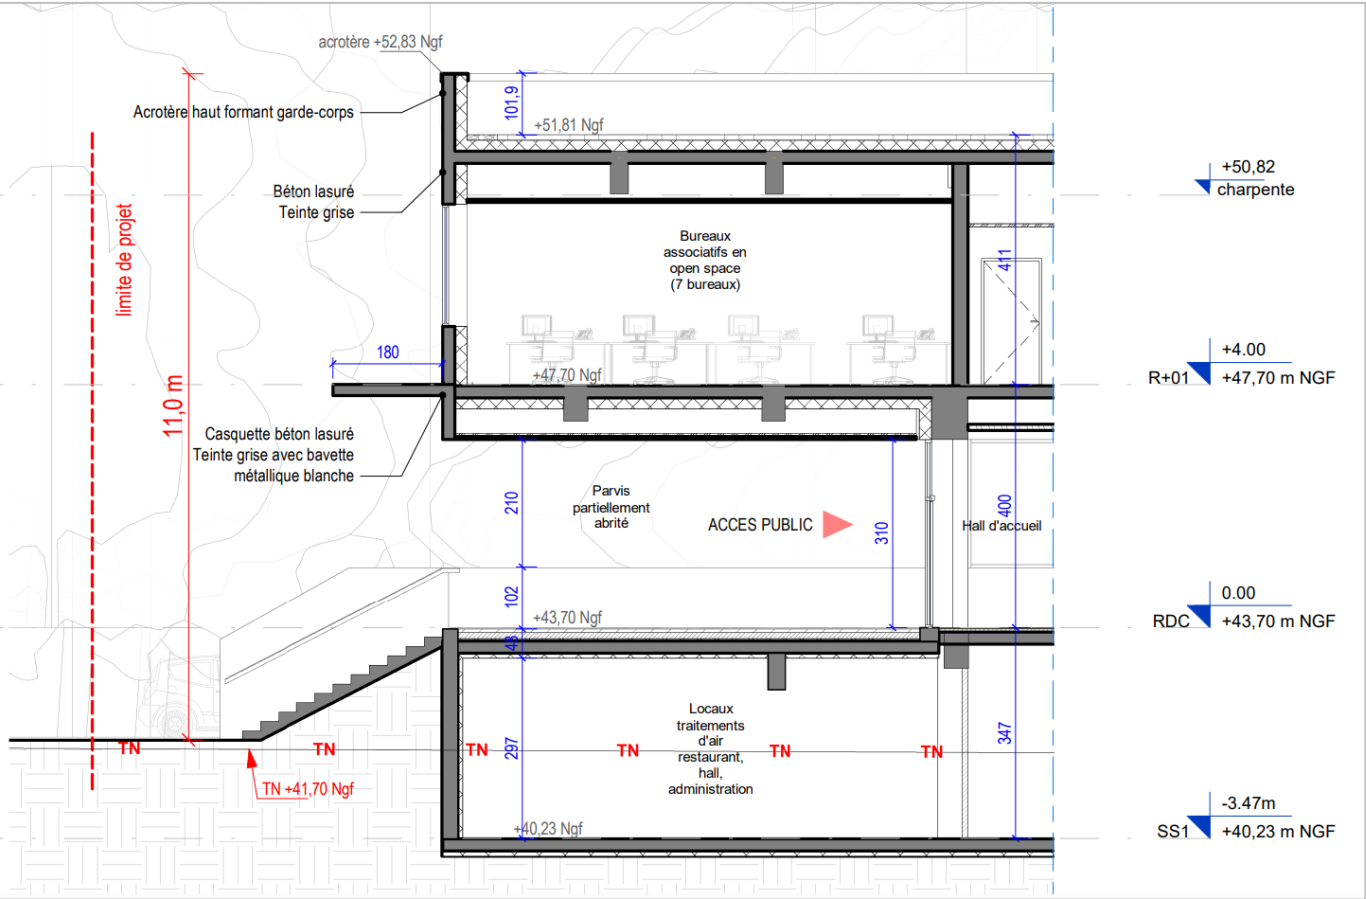 acrotère +52,83 Ngf
Acrotère haut formant garde-corps
101,9
+51,81 Ngf
+50,82
charpente
Béton lasuré
Teinte grise
limite de projet
Bureaux
associatifs en
open space
(7 bureaux)
411
180
+47,70 Ngf
+4.00
R+01
+47,70 m NGF
11,0 m
Casquette béton lasuré
Teinte grise avec bavette
métallique blanche
210
Parvis
partiellement
abrité
ACCES PUBLIC
310
400
Hall d'accueil
102
+43,70 Ngf
0.00
RDC
+43,70 m NGF
48
Locaux
traitements
d'air
restaurant,
hall,
administration
297
347
TN
TN
TN
TN
TN
TN
TN +41,70 Ngf
+40,23 Ngf
-3.47m
SS1
+40,23 m NGF